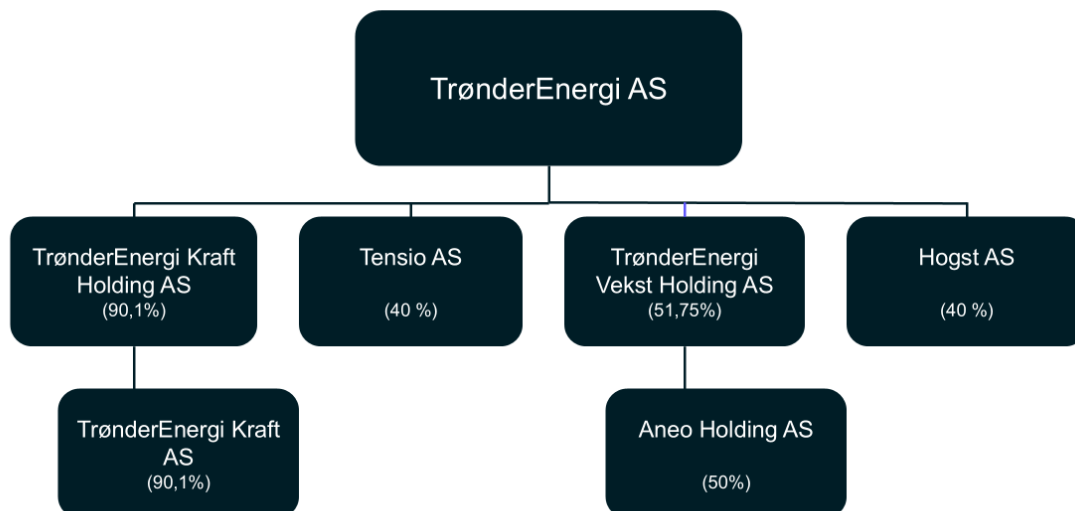 TrønderEnergi AS
TrønderEnergi Kraft
Holding AS
(90,1%)
Tensio AS
(40 %)
TrønderEnergi
Vekst Holding AS
(51,75%)
Hogst AS
(40 %)
TrønderEnergi Kraft
AS
(90,1%)
Aneo Holding AS
(50%)